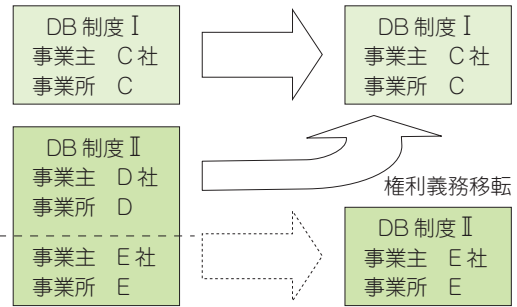 DB制度Ⅰ
事業主 C社
事業所 C
DB制度Ⅰ
事業主 C社
事業所 C
DB制度Ⅱ
事業主 D社
事業所 D
権利義務移転
事業主 E社
事業所 E
DB制度Ⅱ
事業主 E社
事業所 E